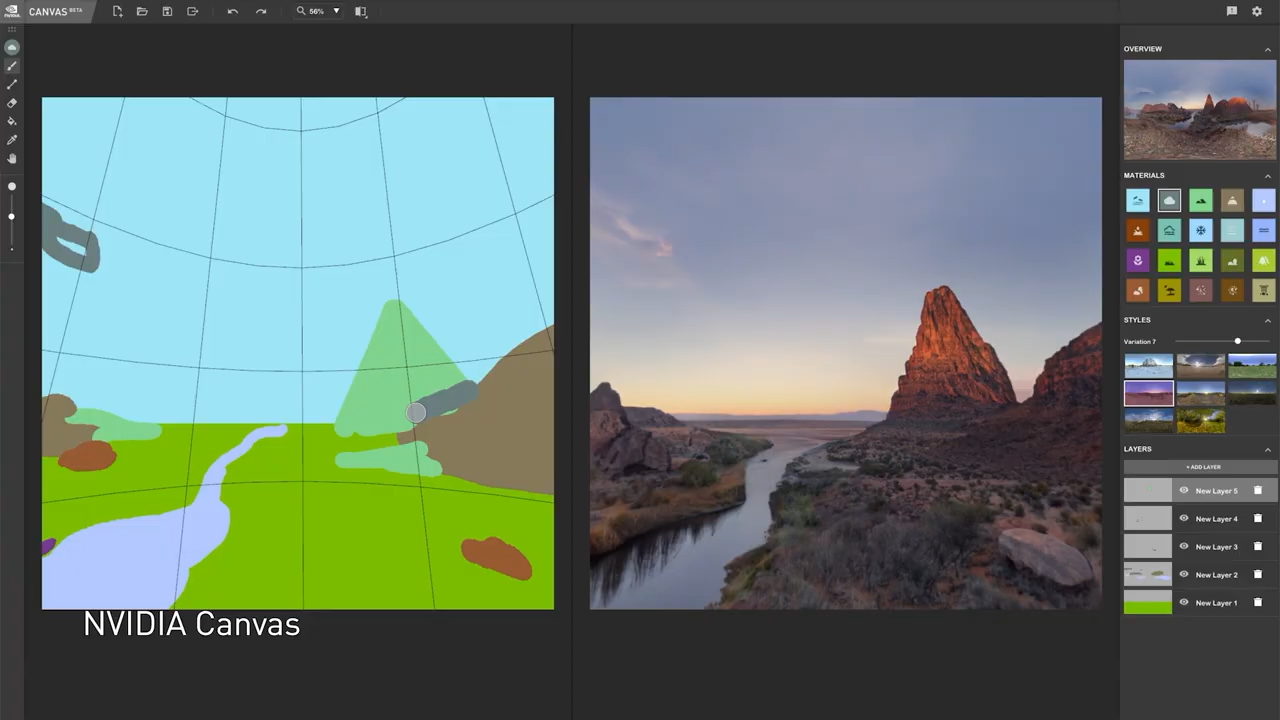 NVIDIA.
CANVAS BETA
56%
OVERVIEW
MATERIALS
STYLES
Variation 7
LAYERS
+ ADD LAYER
New Layer 5
New Layer 4
New Layer 3
New Layer 2
New Layer 1
NVIDIA Canvas